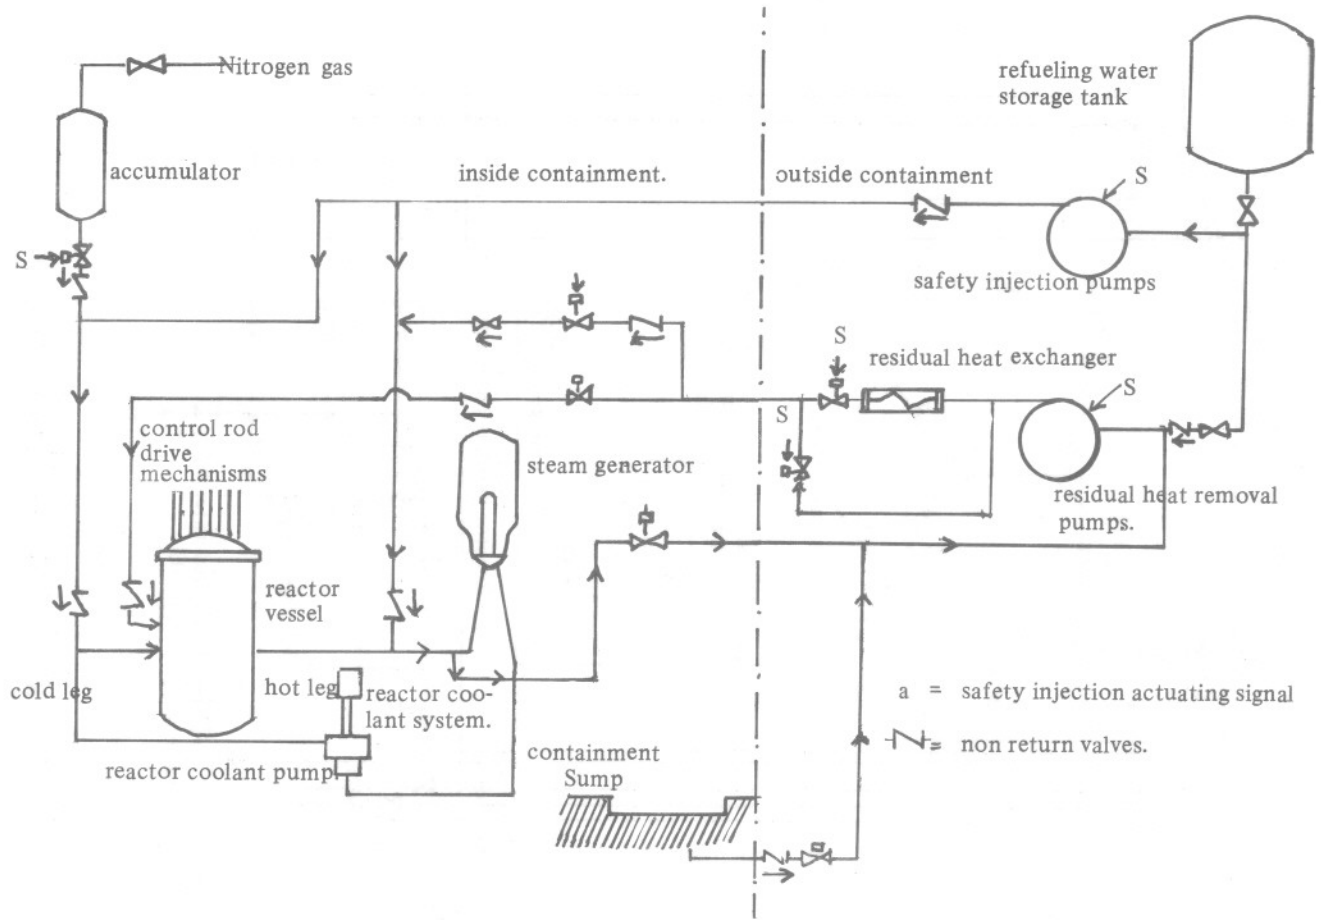 Nitrogen gas
refueling water
storage tank
accumulator
inside containment.
outside containment
S
S
safety injection pumps
S
residual heat exchanger
S
S
control rod
drive
mechanisms
steam generator
residual heat removal
pumps.
reactor
vessel
cold leg
hot leg
reactor coo-
lant system.
a = safety injection actuating signal
= non return valves.
containment
Sump
reactor coolant pump